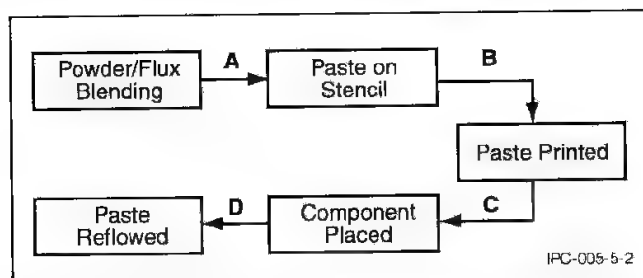 Powder/Flux
Blending
A
Paste on
Stencil
B
Paste Printed
C
Component
Placed
D
Paste
Reflowed
IPC-005-5-2